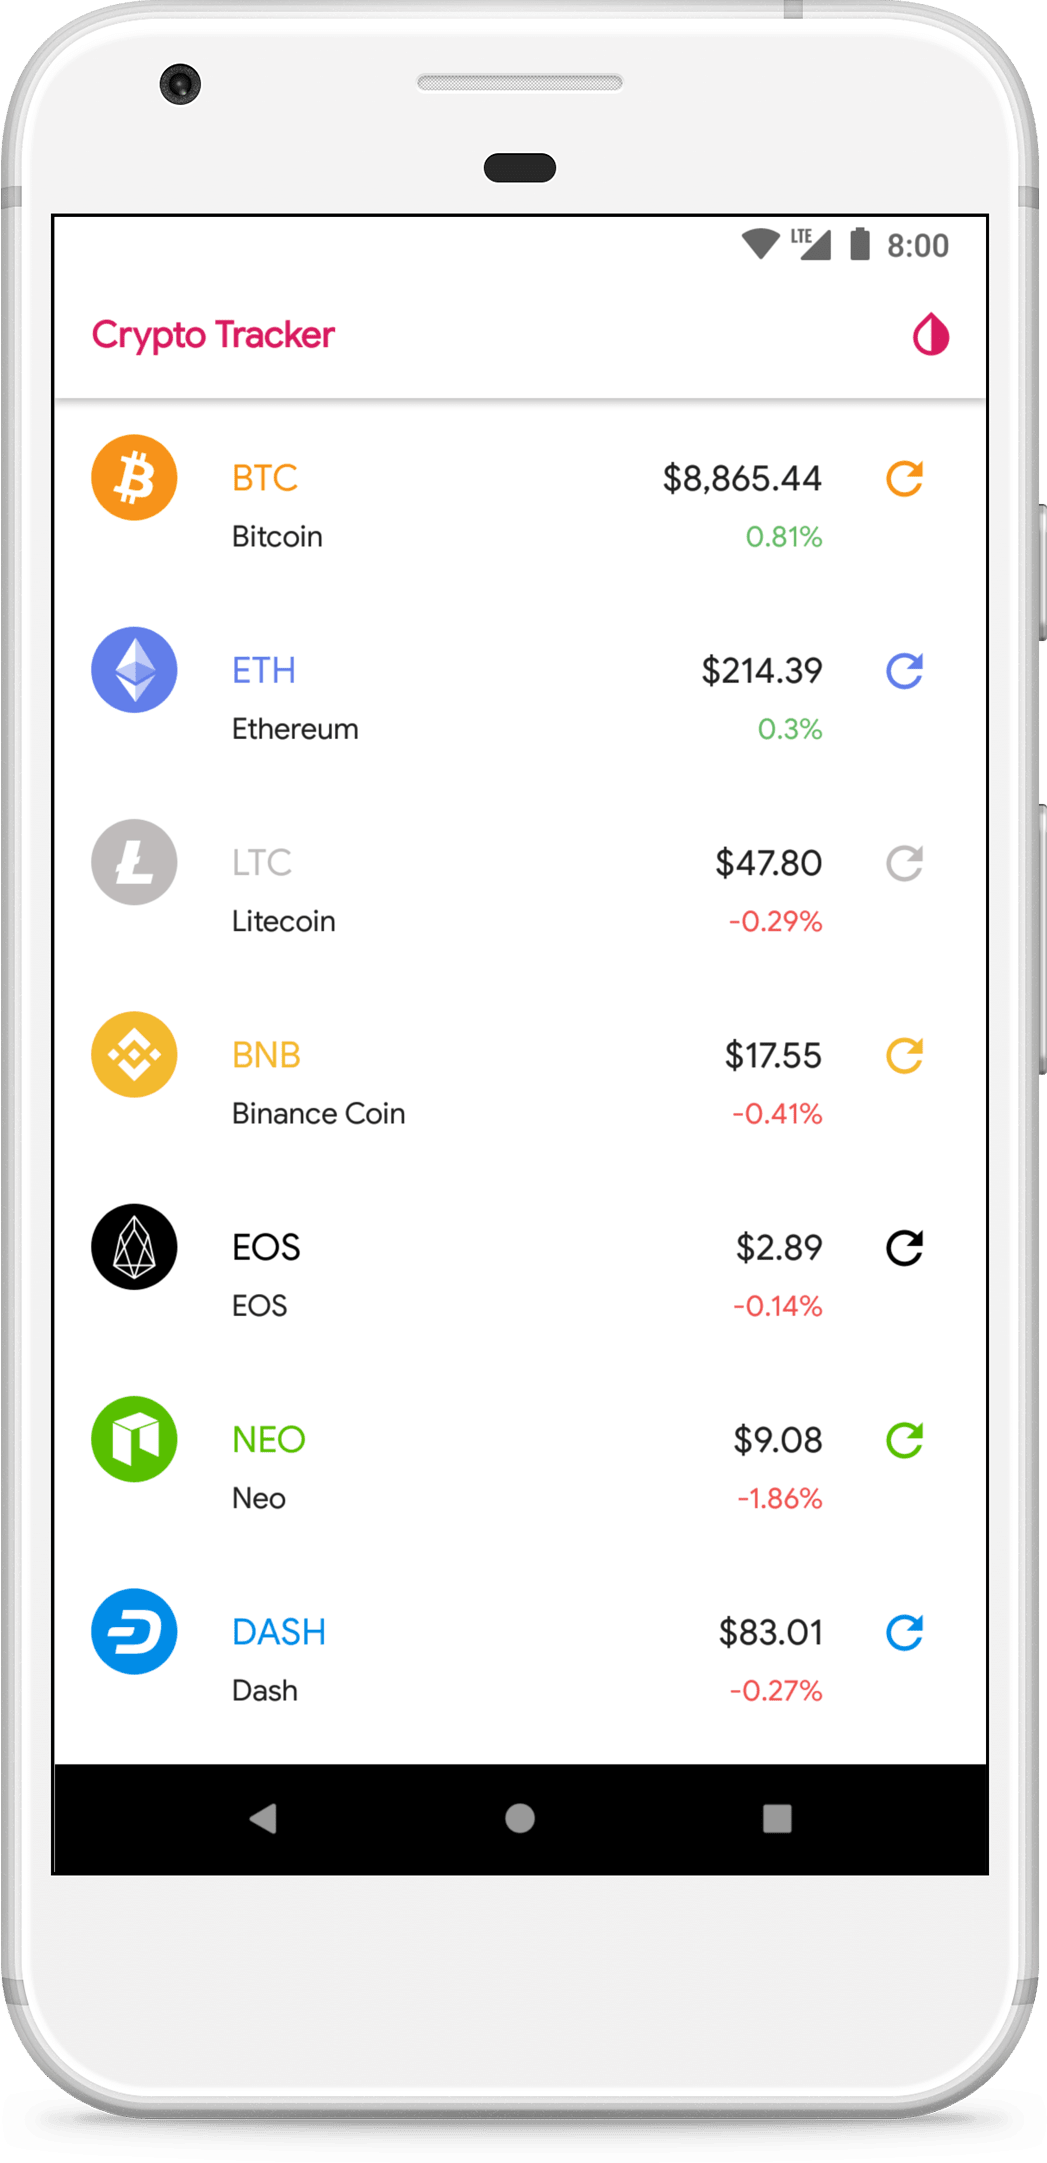 LTE 8:00
Crypto Tracker
BTC $8,865.44
Bitcoin 0.81%
ETH $214.39
Ethereum 0.3%
LTC $47.80
Litecoin -0.29%
BNB $17.55
Binance Coin -0.41%
EOS $2.89
EOS -0.14%
NEO $9.08
Neo -1.86%
DASH $83.01
Dash -0.27%